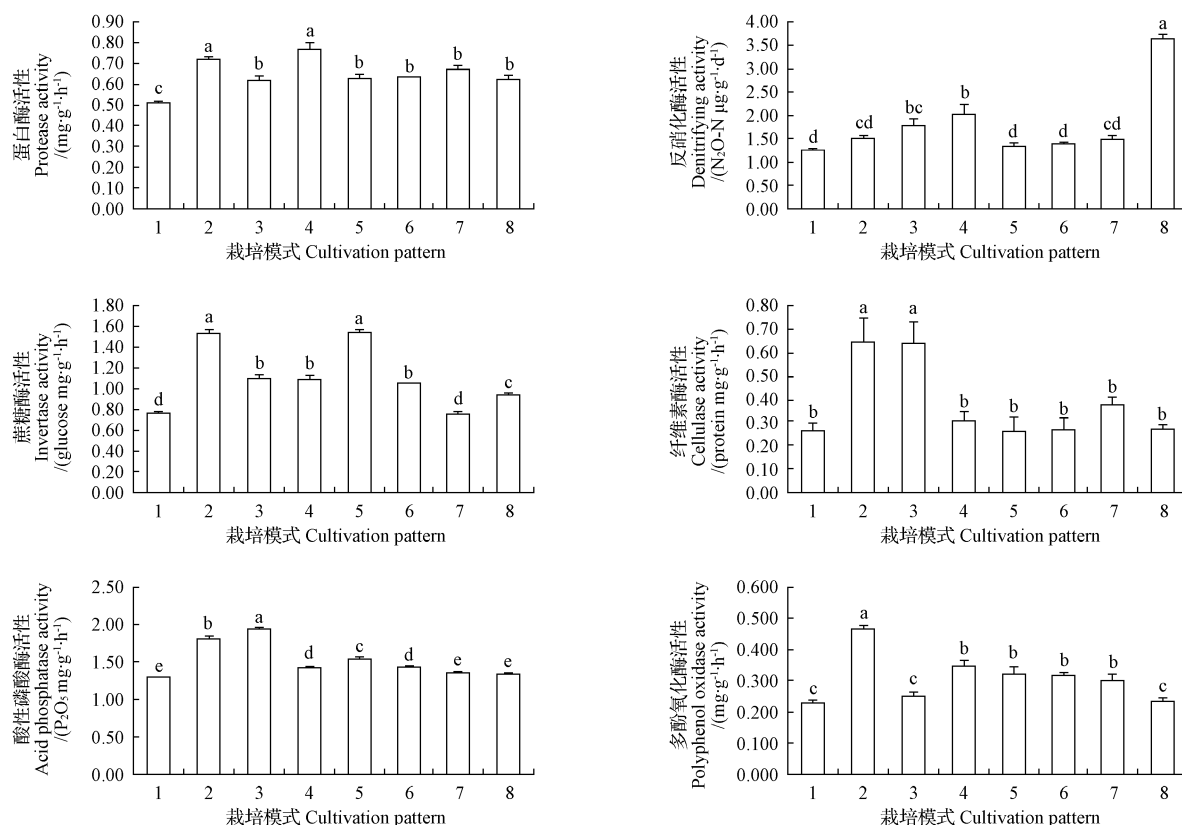 蛋白酶活性
Protease activity
/(mg·g⁻¹·h⁻¹)
0.90
0.80
0.70
0.60
0.50
0.40
0.30
0.20
0.10
0.00
c a b a b b b b
1 2 3 4 5 6 7 8
栽培模式 Cultivation pattern
反硝化酶活性
Denitrifying activity
/(N₂O-N μg·g⁻¹·d⁻¹)
4.00
3.50
3.00
2.50
2.00
1.50
1.00
0.50
0.00
d cd bc b d d cd a
1 2 3 4 5 6 7 8
栽培模式 Cultivation pattern
蔗糖酶活性
Invertase activity
/(glucose mg·g⁻¹·h⁻¹)
1.80
1.60
1.40
1.20
1.00
0.80
0.60
0.40
0.20
0.00
d a b b a b d c
1 2 3 4 5 6 7 8
栽培模式 Cultivation pattern
纤维素酶活性
Cellulase activity
/(protein mg·g⁻¹·h⁻¹)
0.80
0.70
0.60
0.50
0.40
0.30
0.20
0.10
0.00
b a a b b b b b
1 2 3 4 5 6 7 8
栽培模式 Cultivation pattern
酸性磷酸酶活性
Acid phosphatase activity
/(P₂O₅ mg·g⁻¹·h⁻¹)
2.50
2.00
1.50
1.00
0.50
0.00
e b a d c d e e
1 2 3 4 5 6 7 8
栽培模式 Cultivation pattern
多酚氧化酶活性
Polyphenol oxidase activity
/(mg·g⁻¹·h⁻¹)
0.600
0.500
0.400
0.300
0.200
0.100
0.000
c a c b b b b c
1 2 3 4 5 6 7 8
栽培模式 Cultivation pattern